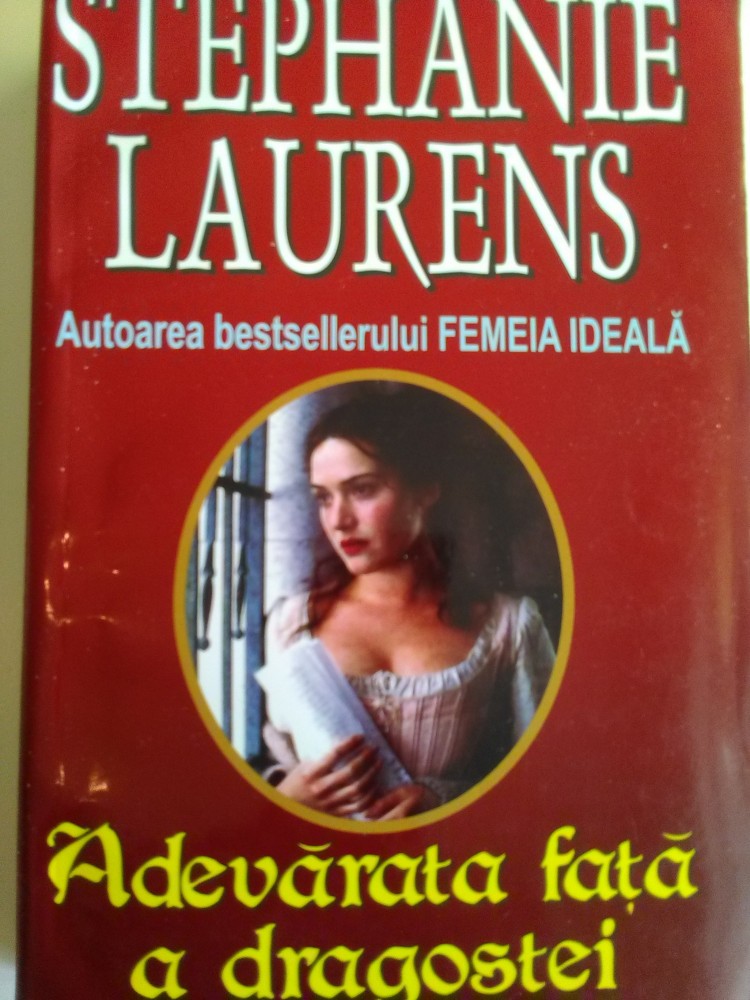 STEPHANIE
LAURENS
Autoarea bestsellerului FEMEIA IDEALĂ
Adevărata față
a dragostei